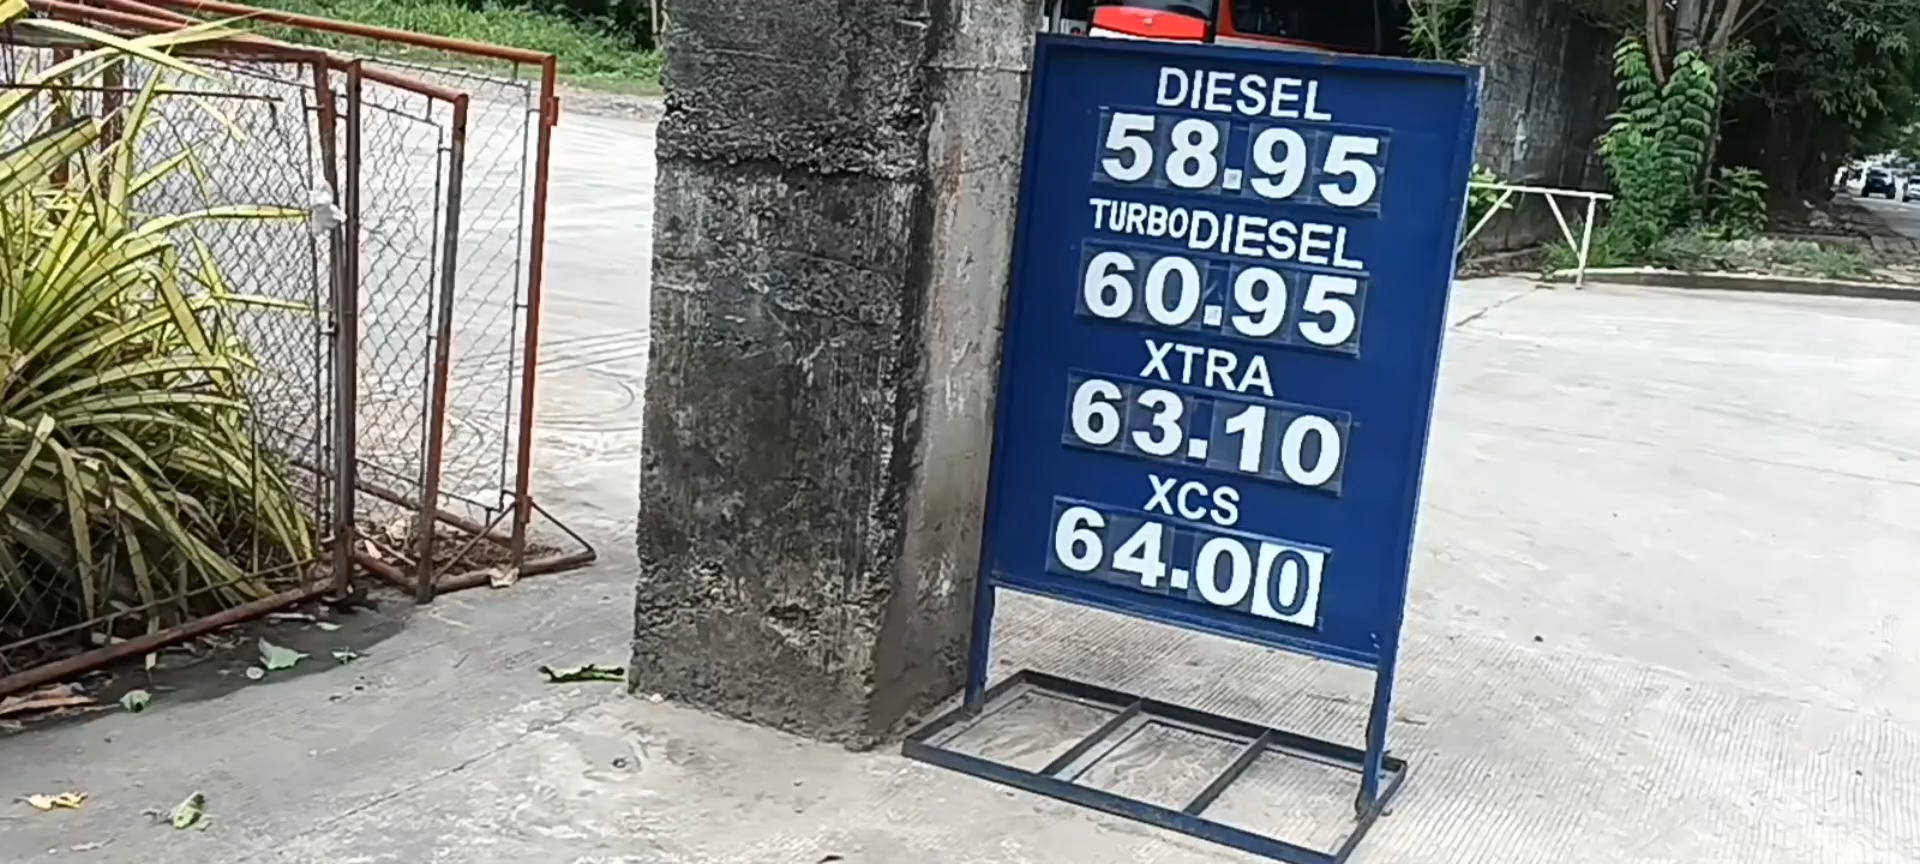 DIESEL
58.95
TURBODIESEL
60.95
XTRA
63.10
XCS
64.00